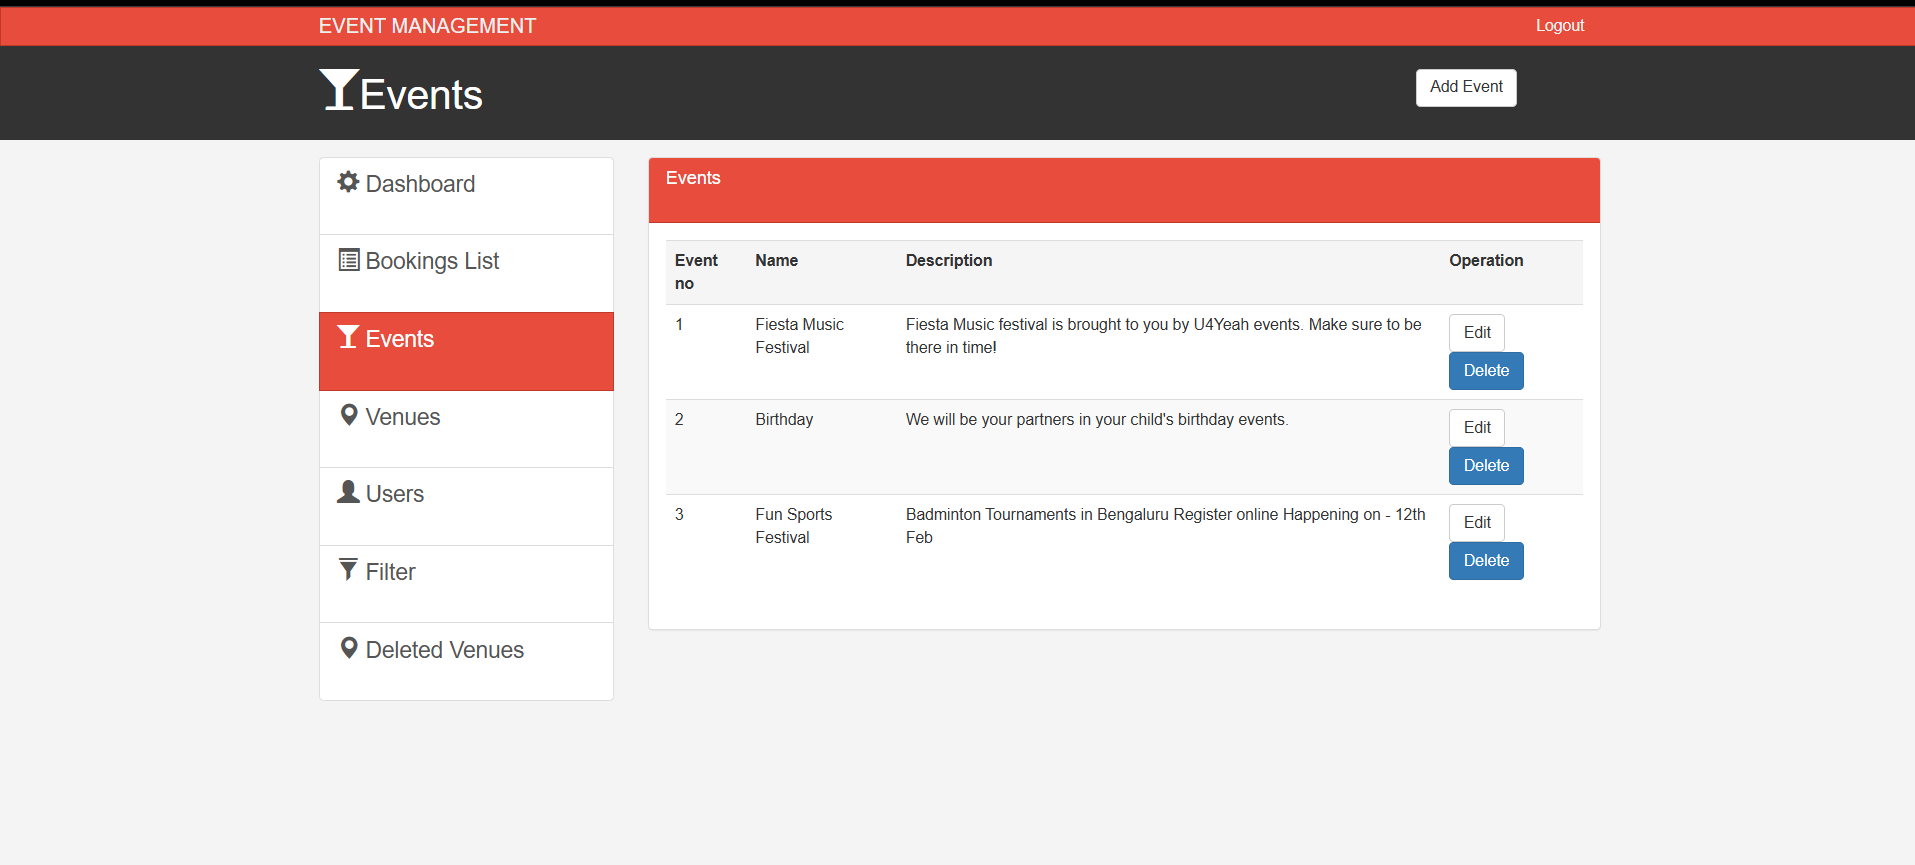 EVENT MANAGEMENT
Logout
Events
Add Event
Dashboard
Bookings List
Events
Venues
Users
Filter
Deleted Venues
Events
Event no
Name
Description
Operation
1
Fiesta Music
Festival
Fiesta Music festival is brought to you by U4Yeah events. Make sure to be
there in time!
Edit
Delete
2
Birthday
We will be your partners in your child's birthday events.
Edit
Delete
3
Fun Sports
Festival
Badminton Tournaments in Bengaluru Register online Happening on - 12th
Feb
Edit
Delete